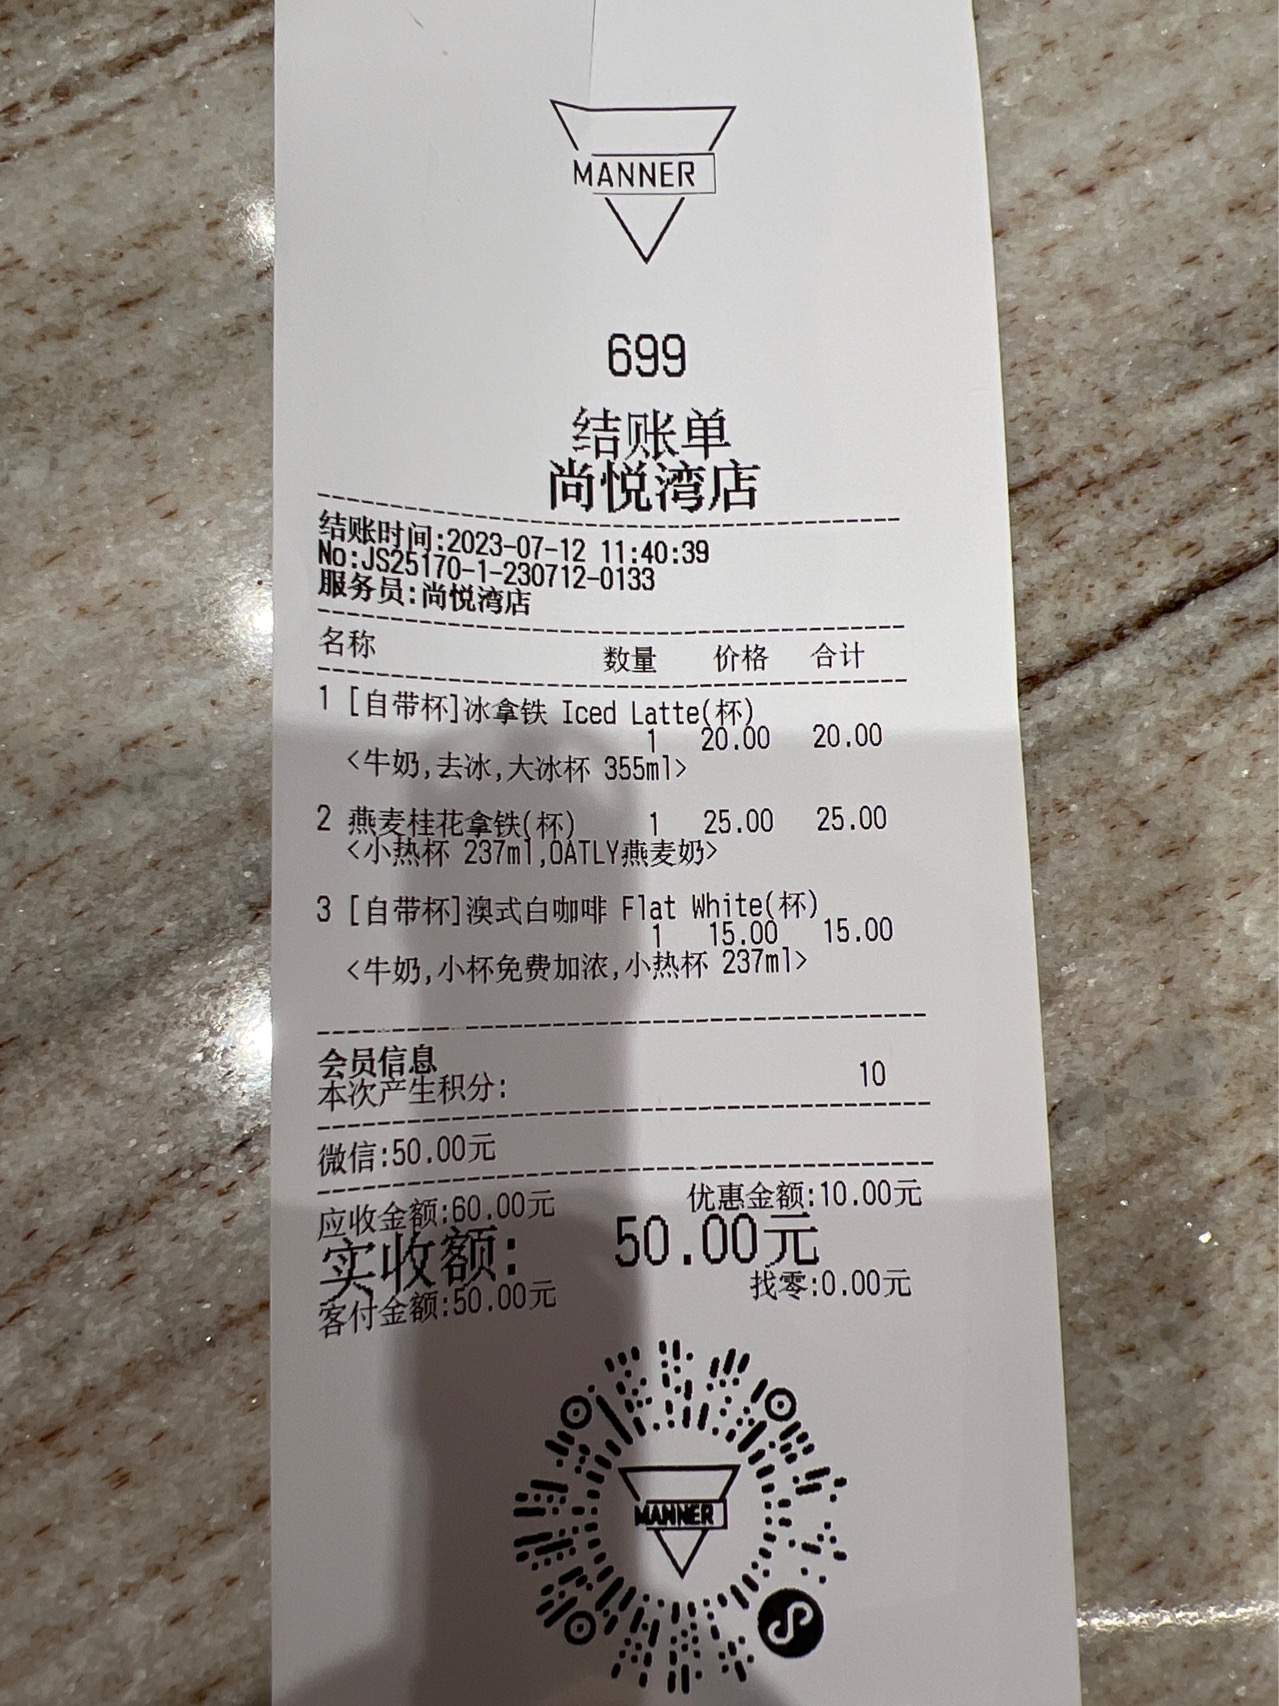 MANNER
699
结账单
尚悦湾店
结账时间:2023-07-12 11:40:39
No:JS25170-1-230712-0133
服务员:尚悦湾店
名称 数量 价格 合计
1 [自带杯]冰拿铁 Iced Latte(杯)
1 20.00 20.00
<牛奶,去冰,大冰杯 355ml>
2 燕麦桂花拿铁(杯) 1 25.00 25.00
<小热杯 237ml,OATLY燕麦奶>
3 [自带杯]澳式白咖啡 Flat White(杯)
1 15.00 15.00
<牛奶,小杯免费加浓,小热杯 237ml>
会员信息
本次产生积分: 10
微信:50.00元
应收金额:60.00元 优惠金额:10.00元
实收额: 50.00元
客付金额:50.00元 找零:0.00元
MANNER